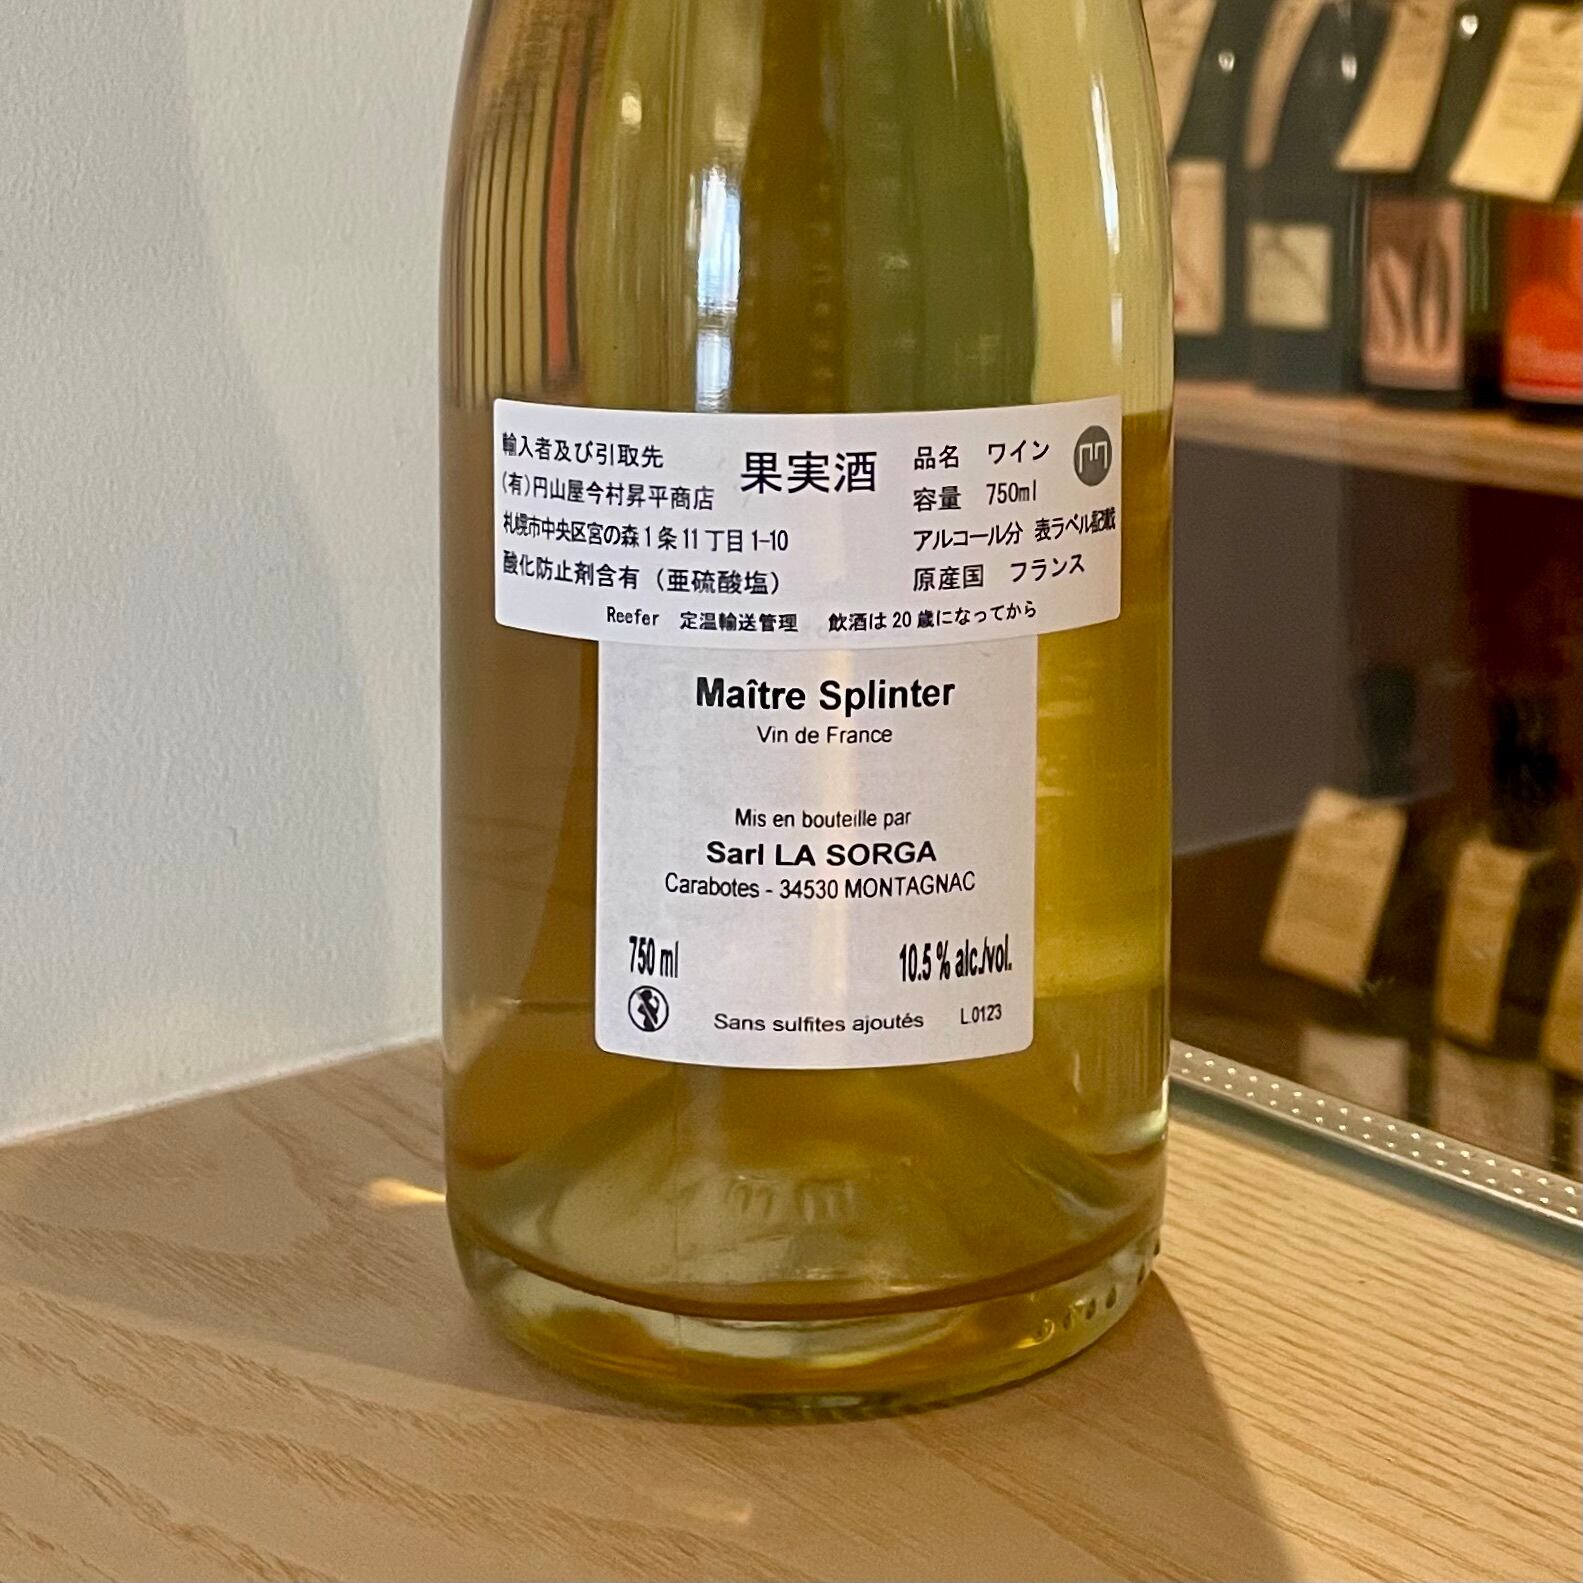 輸入者及び引取先
(有)円山屋今村昇平商店
札幌市中央区宮の森1条11丁目1-10
酸化防止剤含有（亜硫酸塩）
果実酒
品名 ワイン
容量 750ml
アルコール分 表ラベル
原産国 フランス
Reefer 定温輸送管理 飲酒は20歳になってから
Maître Splinter
Vin de France
Mis en bouteille par
Sarl LA SORGA
Carabotes - 34530 MONTAGNAC
750 ml
10.5 % alc./vol.
Sans sulfites ajoutés
L.0123